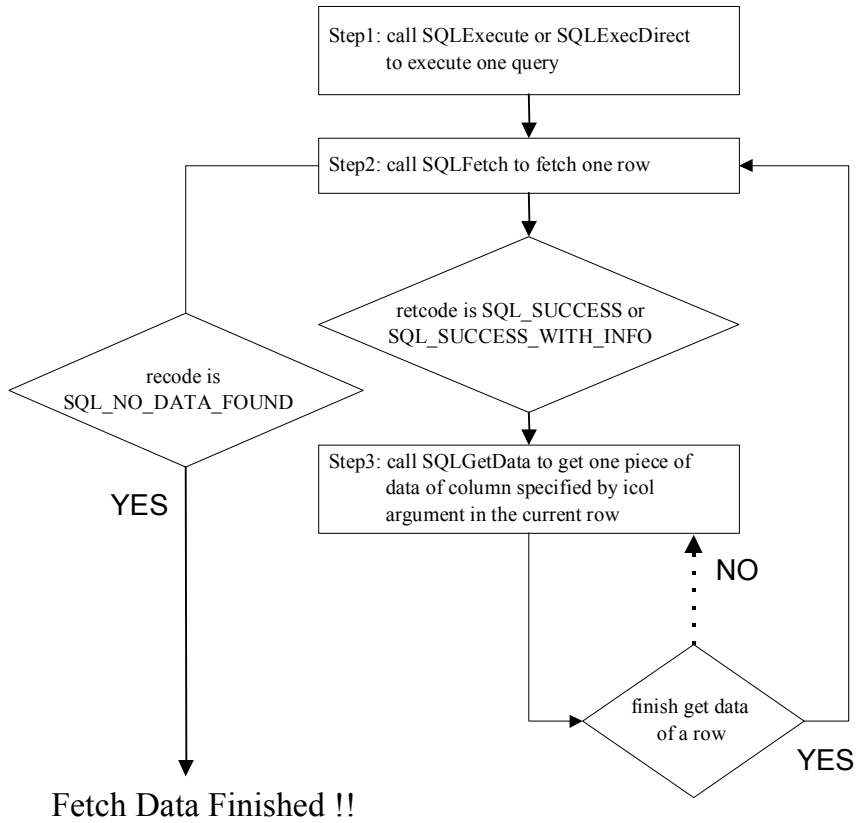 Step1: call SQLExecute or SQLExecDirect
to execute one query
Step2: call SQLFetch to fetch one row
retcode is SQL_SUCCESS or
SQL_SUCCESS_WITH_INFO
recode is
SQL_NO_DATA_FOUND
Step3: call SQLGetData to get one piece of
data of column specified by icol
argument in the current row
YES
NO
finish get data
of a row
YES
Fetch Data Finished !!